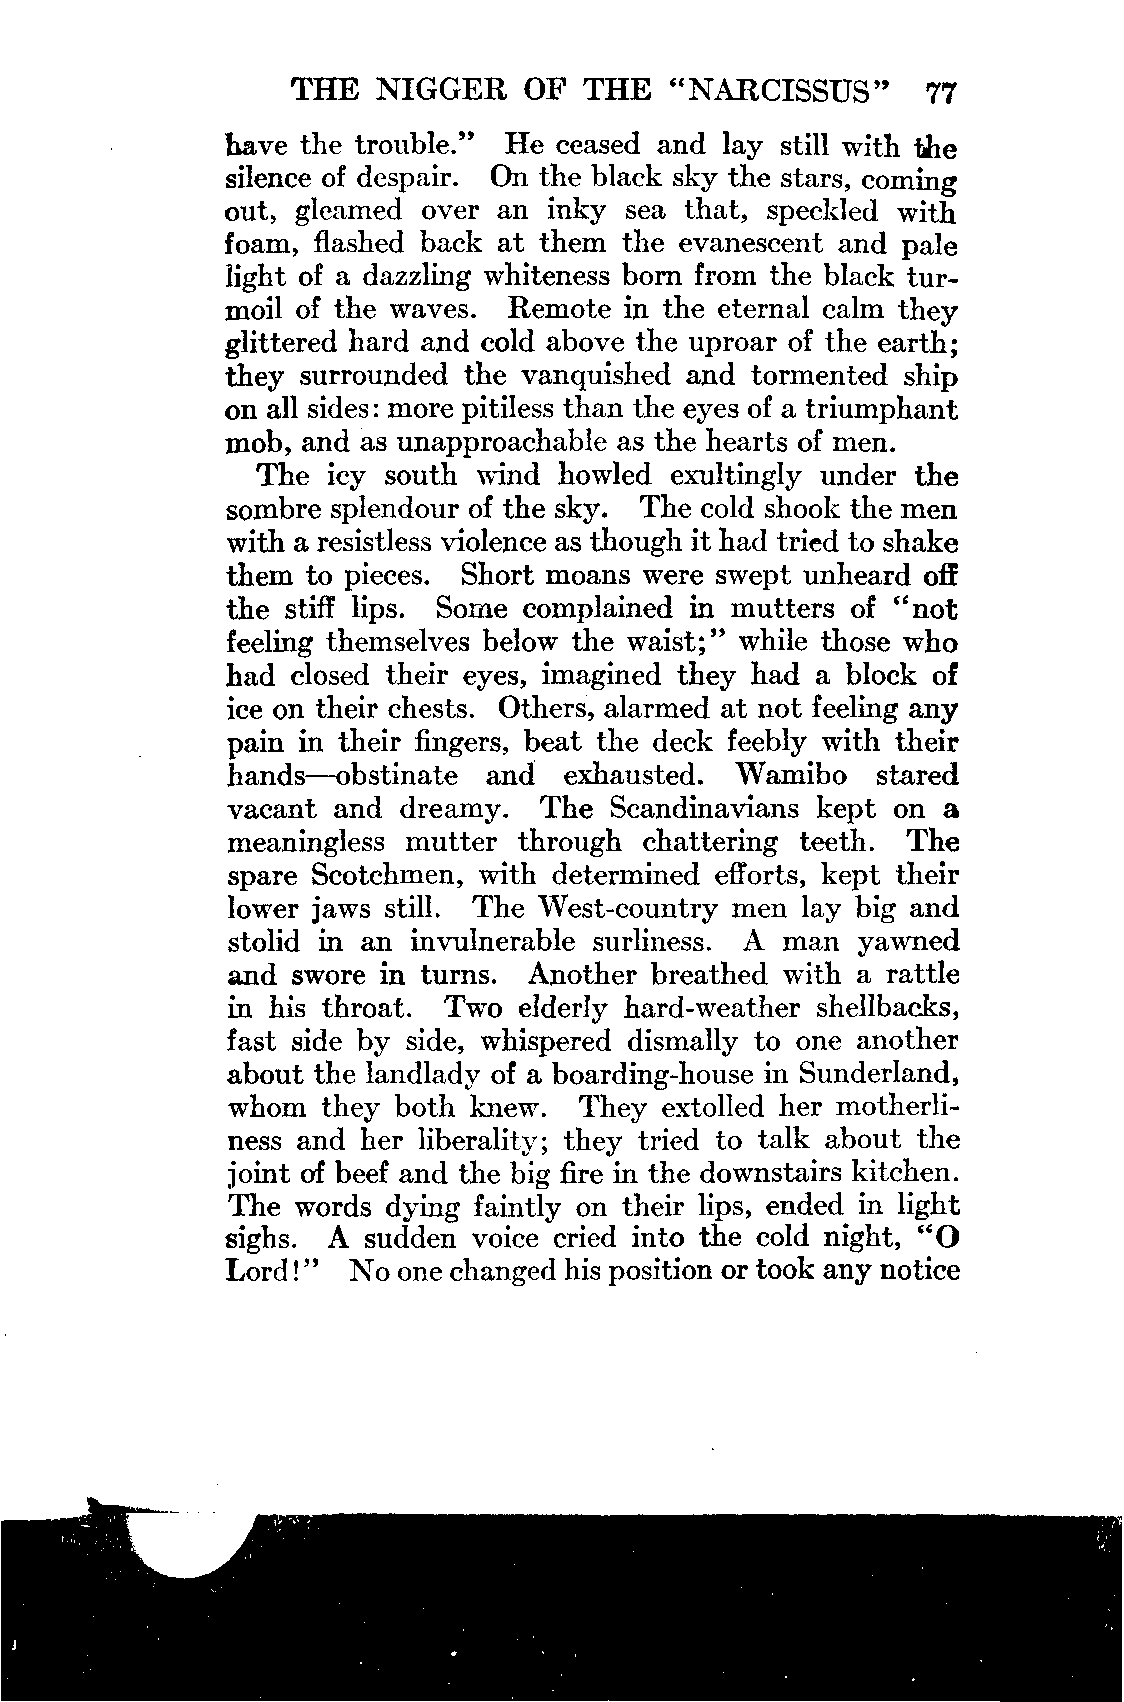 THE NIGGER OF THE "NARCISSUS" 77
have the trouble." He ceased and lay still with the
silence of despair. On the black sky the stars, coming
out, gleamed over an inky sea that, speckled with
foam, flashed back at them the evanescent and pale
light of a dazzling whiteness born from the black tur-
moil of the waves. Remote in the eternal calm they
glittered hard and cold above the uproar of the earth;
they surrounded the vanquished and tormented ship
on all sides: more pitiless than the eyes of a triumphant
mob, and as unapproachable as the hearts of men.
The icy south wind howled exultingly under the
sombre splendour of the sky. The cold shook the men
with a resistless violence as though it had tried to shake
them to pieces. Short moans were swept unheard off
the stiff lips. Some complained in mutters of "not
feeling themselves below the waist;" while those who
had closed their eyes, imagined they had a block of
ice on their chests. Others, alarmed at not feeling any
pain in their fingers, beat the deck feebly with their
hands—obstinate and exhausted. Wamibo stared
vacant and dreamy. The Scandinavians kept on a
meaningless mutter through chattering teeth. The
spare Scotchmen, with determined efforts, kept their
lower jaws still. The West-country men lay big and
stolid in an invulnerable surliness. A man yawned
and swore in turns. Another breathed with a rattle
in his throat. Two elderly hard-weather shellbacks,
fast side by side, whispered dismally to one another
about the landlady of a boarding-house in Sunderland,
whom they both knew. They extolled her motherli-
ness and her liberality; they tried to talk about the
joint of beef and the big fire in the downstairs kitchen.
The words dying faintly on their lips, ended in light
sighs. A sudden voice cried into the cold night, "O
Lord!" No one changed his position or took any notice